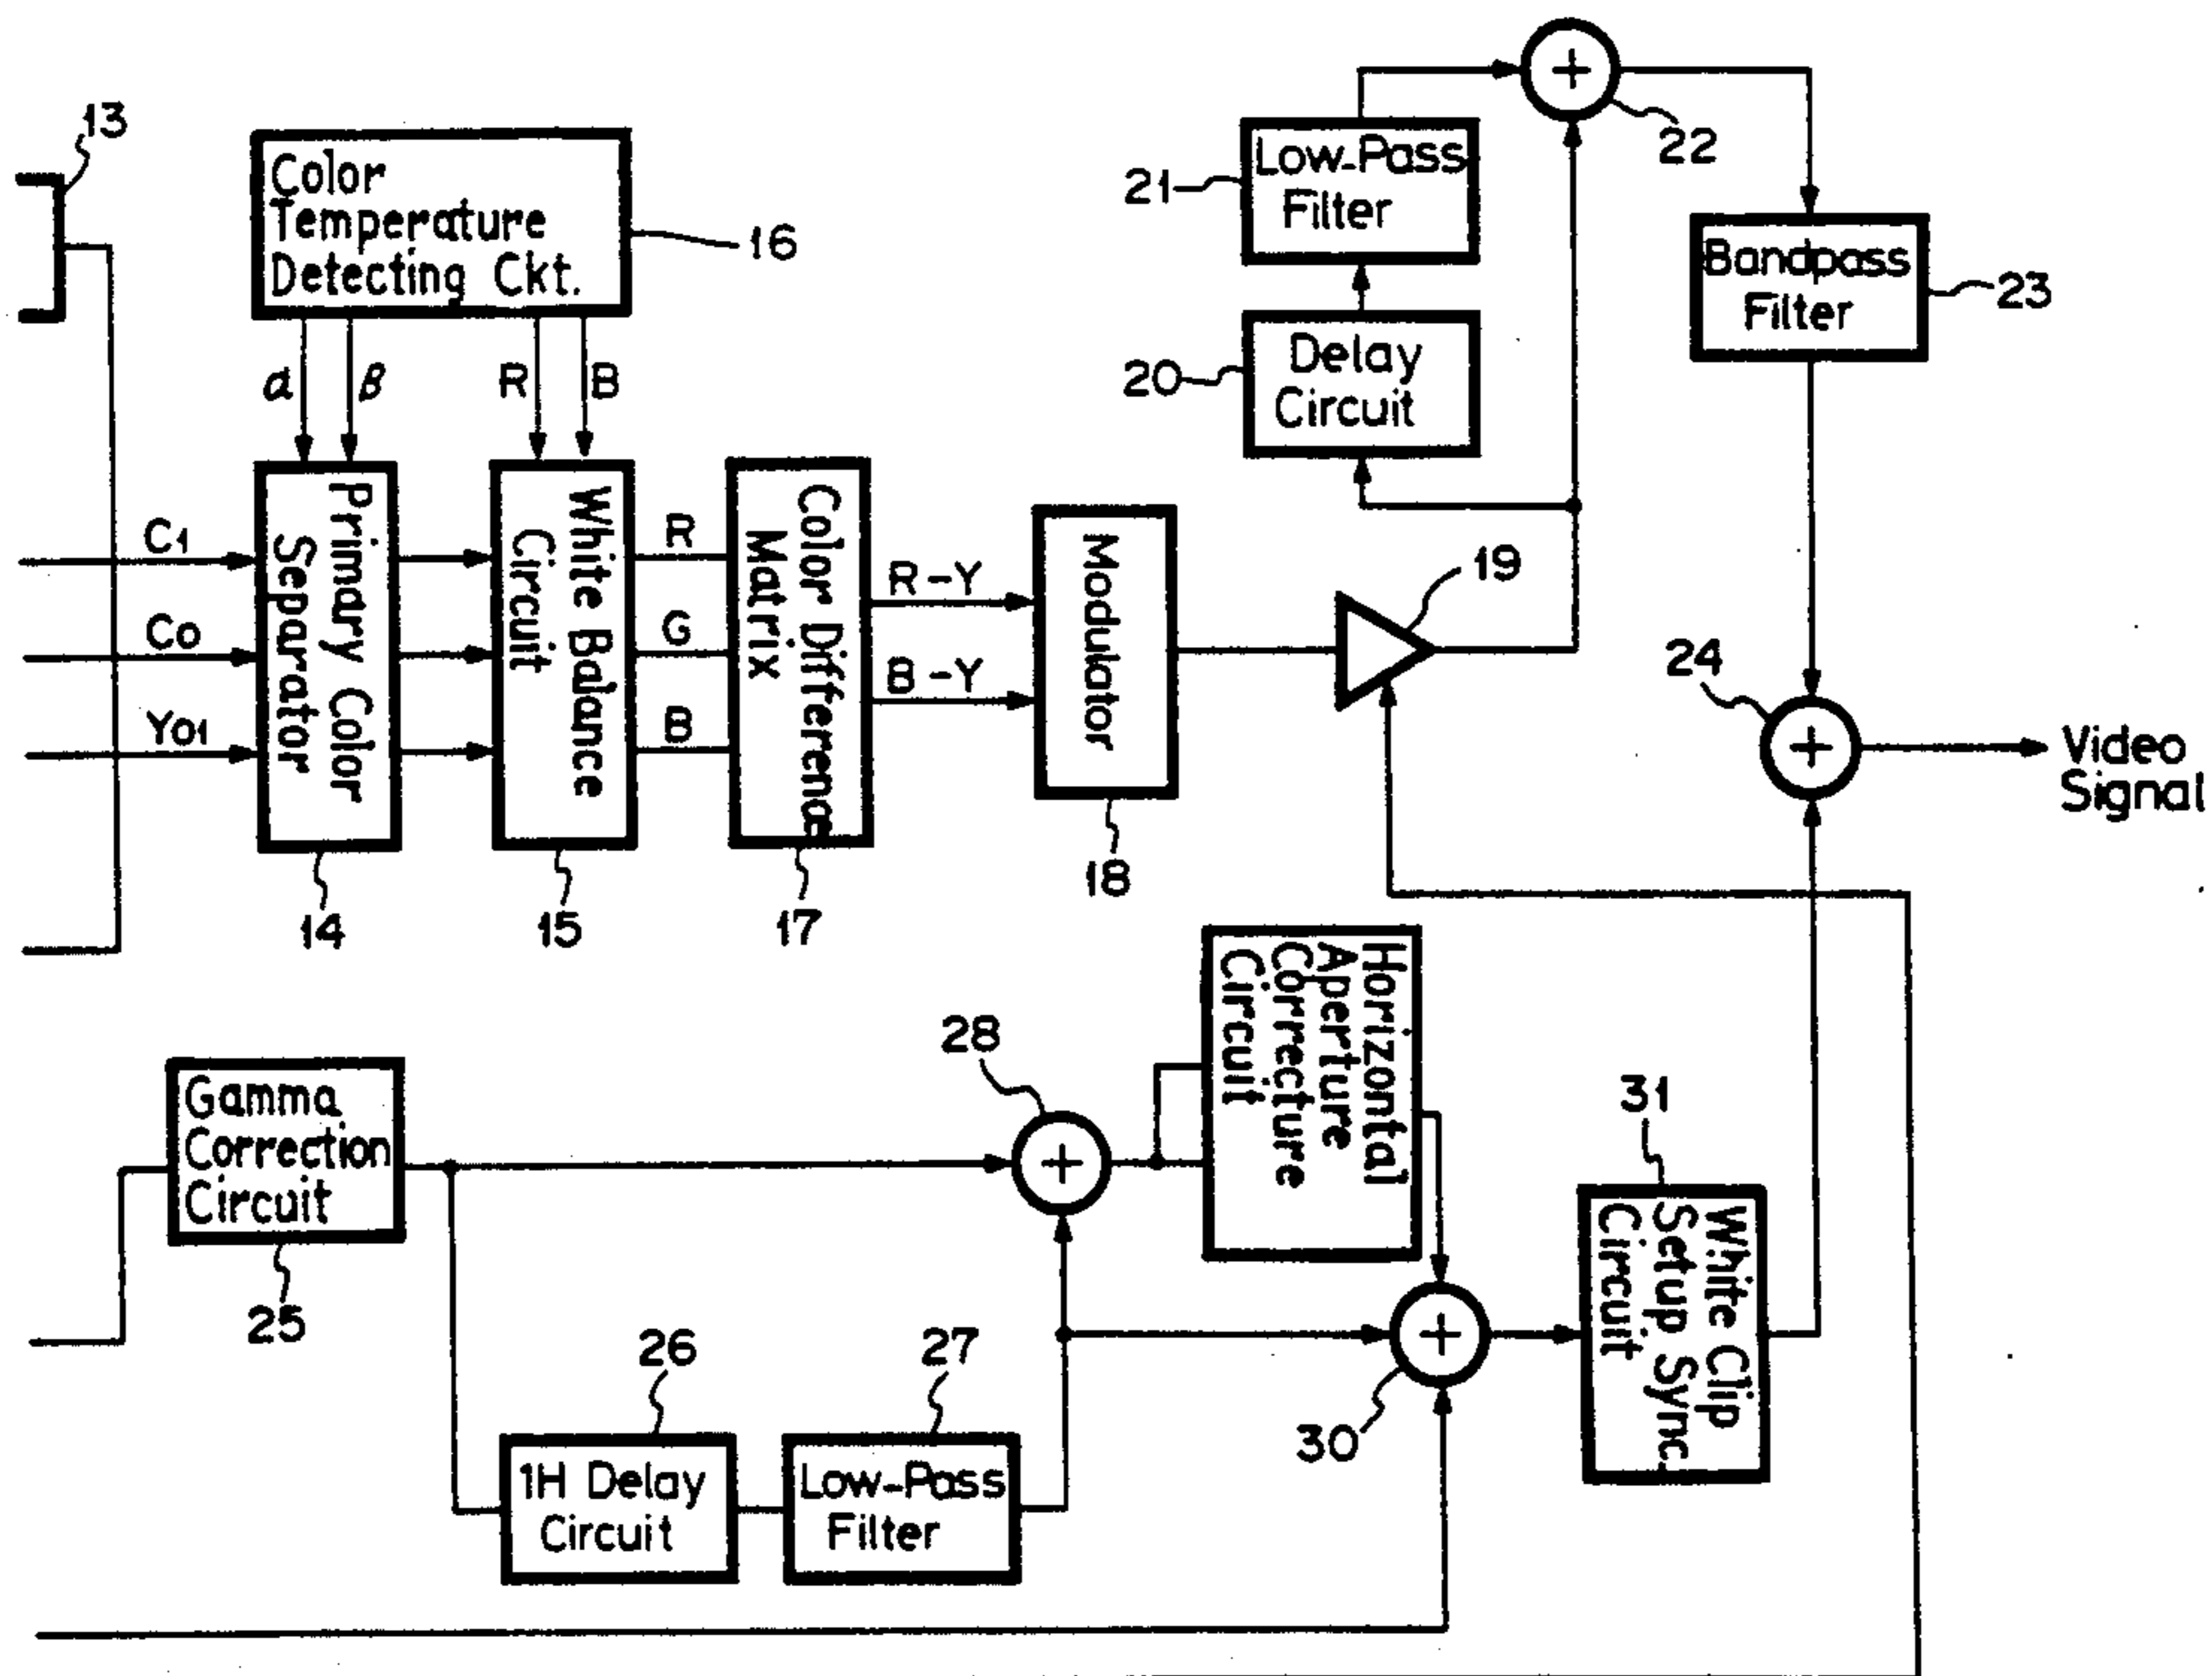 13
Color
Temperature
Detecting Ckt.
16
α
β
R
B
C1
C0
Y01
Primary Color
Separator
14
White Balance
Circuit
15
R
G
B
Color Difference
Matrix
17
R-Y
B-Y
Modulator
18
19
Delay
Circuit
20
Low-Pass
Filter
21
22
Bandpass
Filter
23
24
Video
Signal
Gamma
Correction
Circuit
25
1H Delay
Circuit
26
Low-Pass
Filter
27
28
Horizontal
Aperture
Correcture
Circuit
30
White Clip
Setup Sync.
Circuit
31